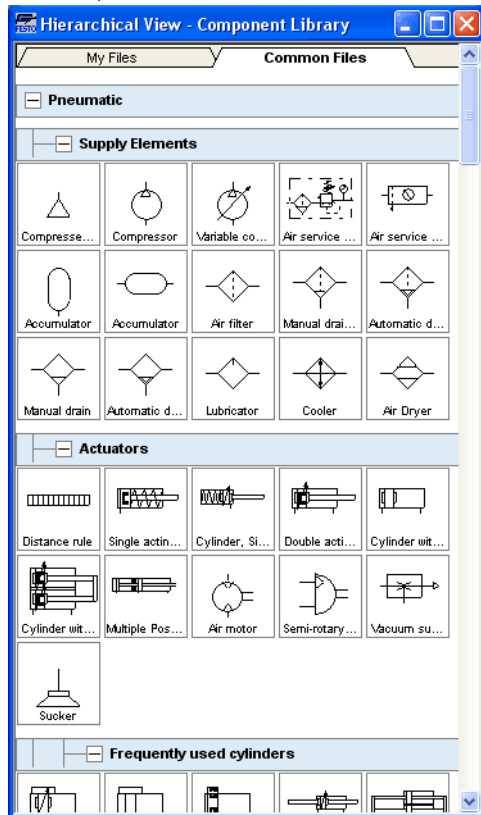 FESTO Hierarchical View - Component Library
My Files Common Files
Pneumatic
Supply Elements
Compresse... Compressor Variable co... Air service ... Air service ...
Accumulator Accumulator Air filter Manual drai... Automatic d...
Manual drain Automatic d... Lubricator Cooler Air Dryer
Actuators
Distance rule Single actin... Cylinder, Si... Double acti... Cylinder wit...
Cylinder wit... Multiple Pos... Air motor Semi-rotary... Vacuum su...
Sucker
Frequently used cylinders